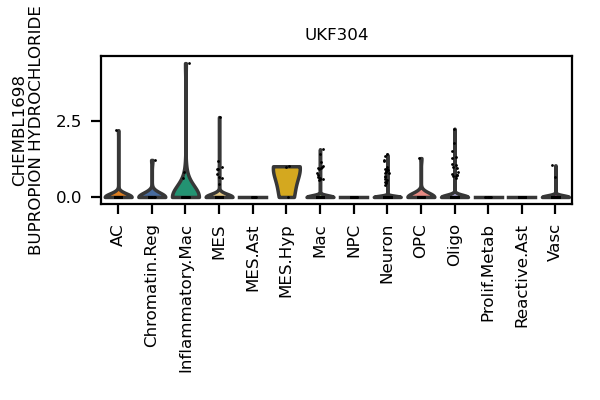 UKF304
CHEMBL1698
BUPROPION HYDROCHLORIDE
2.5
0.0
AC
Chromatin.Reg
Inflammatory.Mac
MES
MES.Ast
MES.Hyp
Mac
NPC
Neuron
OPC
Oligo
Prolif.Metab
Reactive.Ast
Vasc